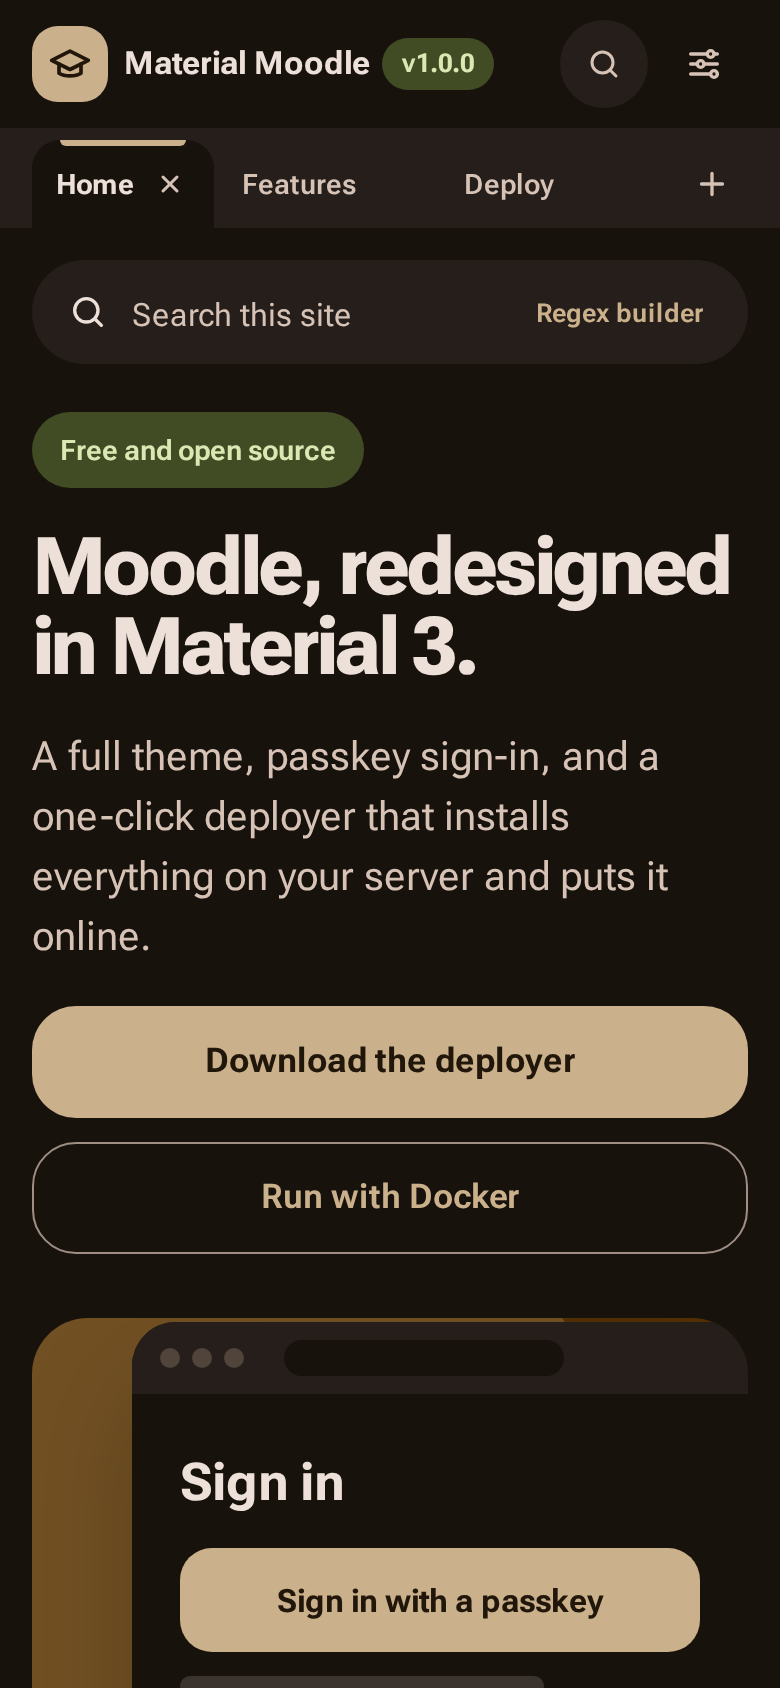 Material Moodle v1.0.0
Home Features Deploy
Search this site Regex builder
Free and open source
Moodle, redesigned
in Material 3.
A full theme, passkey sign-in, and a
one-click deployer that installs
everything on your server and puts it
online.
Download the deployer
Run with Docker
Sign in
Sign in with a passkey